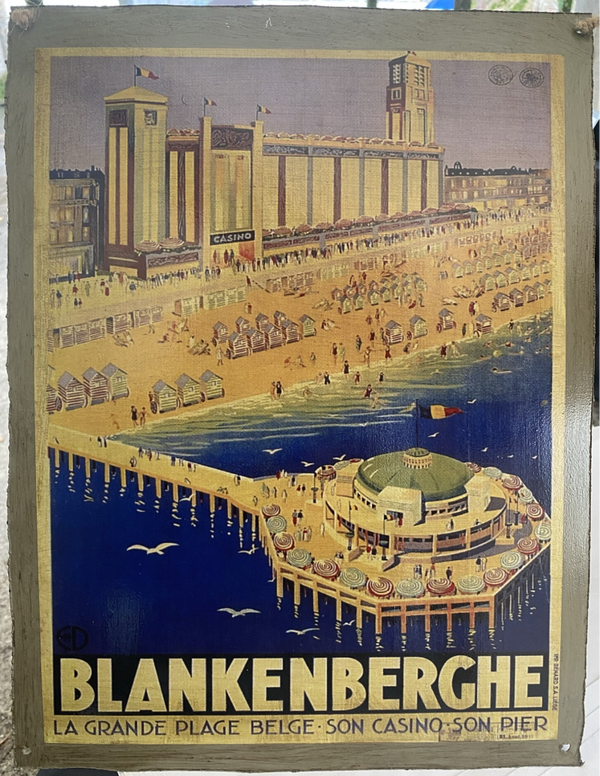 CASINO
BLANKENBERGHE
LA GRANDE PLAGE BELGE · SON CASINO · SON PIER